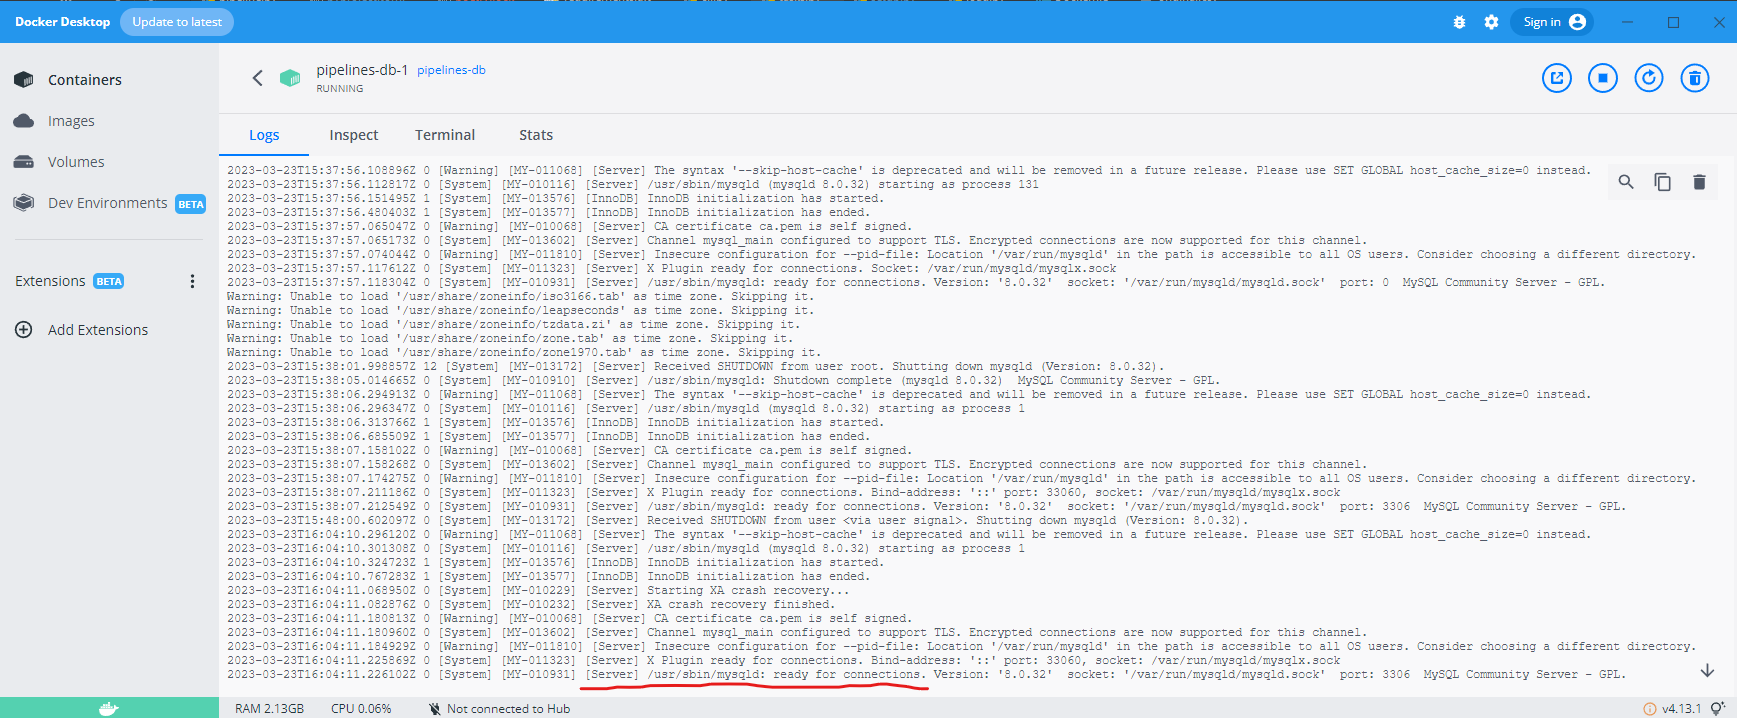 Docker Desktop Update to latest Sign in
Containers
Images
Volumes
Dev Environments BETA
Extensions BETA
Add Extensions
pipelines-db-1 pipelines-db
RUNNING
Logs Inspect Terminal Stats
2023-03-23T15:37:56.108896Z 0 [Warning] [MY-011068] [Server] The syntax '--skip-host-cache' is deprecated and will be removed in a future release. Please use SET GLOBAL host_cache_size=0 instead.
2023-03-23T15:37:56.112817Z 0 [System] [MY-010116] [Server] /usr/sbin/mysqld (mysqld 8.0.32) starting as process 131
2023-03-23T15:37:56.151495Z 1 [System] [MY-013576] [InnoDB] InnoDB initialization has started.
2023-03-23T15:37:56.480403Z 1 [System] [MY-013577] [InnoDB] InnoDB initialization has ended.
2023-03-23T15:37:57.065047Z 0 [Warning] [MY-010068] [Server] CA certificate ca.pem is self signed.
2023-03-23T15:37:57.065173Z 0 [System] [MY-013602] [Server] Channel mysql_main configured to support TLS. Encrypted connections are now supported for this channel.
2023-03-23T15:37:57.074044Z 0 [Warning] [MY-011810] [Server] Insecure configuration for --pid-file: Location '/var/run/mysqld' in the path is accessible to all OS users. Consider choosing a different directory.
2023-03-23T15:37:57.117612Z 0 [System] [MY-011323] [Server] X Plugin ready for connections. Socket: /var/run/mysqld/mysqlx.sock
2023-03-23T15:37:57.118304Z 0 [System] [MY-010931] [Server] /usr/sbin/mysqld: ready for connections. Version: '8.0.32'  socket: '/var/run/mysqld/mysqld.sock'  port: 0  MySQL Community Server - GPL.
Warning: Unable to load '/usr/share/zoneinfo/iso3166.tab' as time zone. Skipping it.
Warning: Unable to load '/usr/share/zoneinfo/leapseconds' as time zone. Skipping it.
Warning: Unable to load '/usr/share/zoneinfo/tzdata.zi' as time zone. Skipping it.
Warning: Unable to load '/usr/share/zoneinfo/zone.tab' as time zone. Skipping it.
Warning: Unable to load '/usr/share/zoneinfo/zone1970.tab' as time zone. Skipping it.
2023-03-23T15:38:01.998857Z 12 [System] [MY-013172] [Server] Received SHUTDOWN from user root. Shutting down mysqld (Version: 8.0.32).
2023-03-23T15:38:05.014665Z 0 [System] [MY-010910] [Server] /usr/sbin/mysqld: Shutdown complete (mysqld 8.0.32)  MySQL Community Server - GPL.
2023-03-23T15:38:06.294913Z 0 [Warning] [MY-011068] [Server] The syntax '--skip-host-cache' is deprecated and will be removed in a future release. Please use SET GLOBAL host_cache_size=0 instead.
2023-03-23T15:38:06.296347Z 0 [System] [MY-010116] [Server] /usr/sbin/mysqld (mysqld 8.0.32) starting as process 1
2023-03-23T15:38:06.313766Z 1 [System] [MY-013576] [InnoDB] InnoDB initialization has started.
2023-03-23T15:38:06.685509Z 1 [System] [MY-013577] [InnoDB] InnoDB initialization has ended.
2023-03-23T15:38:07.158102Z 0 [Warning] [MY-010068] [Server] CA certificate ca.pem is self signed.
2023-03-23T15:38:07.158268Z 0 [System] [MY-013602] [Server] Channel mysql_main configured to support TLS. Encrypted connections are now supported for this channel.
2023-03-23T15:38:07.174275Z 0 [Warning] [MY-011810] [Server] Insecure configuration for --pid-file: Location '/var/run/mysqld' in the path is accessible to all OS users. Consider choosing a different directory.
2023-03-23T15:38:07.211186Z 0 [System] [MY-011323] [Server] X Plugin ready for connections. Bind-address: '::' port: 33060, socket: /var/run/mysqld/mysqlx.sock
2023-03-23T15:38:07.212549Z 0 [System] [MY-010931] [Server] /usr/sbin/mysqld: ready for connections. Version: '8.0.32'  socket: '/var/run/mysqld/mysqld.sock'  port: 3306  MySQL Community Server - GPL.
2023-03-23T15:48:00.602097Z 0 [System] [MY-013172] [Server] Received SHUTDOWN from user <via user signal>. Shutting down mysqld (Version: 8.0.32).
2023-03-23T16:04:10.296120Z 0 [Warning] [MY-011068] [Server] The syntax '--skip-host-cache' is deprecated and will be removed in a future release. Please use SET GLOBAL host_cache_size=0 instead.
2023-03-23T16:04:10.301308Z 0 [System] [MY-010116] [Server] /usr/sbin/mysqld (mysqld 8.0.32) starting as process 1
2023-03-23T16:04:10.324723Z 1 [System] [MY-013576] [InnoDB] InnoDB initialization has started.
2023-03-23T16:04:10.767283Z 1 [System] [MY-013577] [InnoDB] InnoDB initialization has ended.
2023-03-23T16:04:11.068950Z 0 [System] [MY-010229] [Server] Starting XA crash recovery...
2023-03-23T16:04:11.082876Z 0 [System] [MY-010232] [Server] XA crash recovery finished.
2023-03-23T16:04:11.180813Z 0 [Warning] [MY-010068] [Server] CA certificate ca.pem is self signed.
2023-03-23T16:04:11.180960Z 0 [System] [MY-013602] [Server] Channel mysql_main configured to support TLS. Encrypted connections are now supported for this channel.
2023-03-23T16:04:11.184929Z 0 [Warning] [MY-011810] [Server] Insecure configuration for --pid-file: Location '/var/run/mysqld' in the path is accessible to all OS users. Consider choosing a different directory.
2023-03-23T16:04:11.225869Z 0 [System] [MY-011323] [Server] X Plugin ready for connections. Bind-address: '::' port: 33060, socket: /var/run/mysqld/mysqlx.sock
2023-03-23T16:04:11.226102Z 0 [System] [MY-010931] [Server] /usr/sbin/mysqld: ready for connections. Version: '8.0.32'  socket: '/var/run/mysqld/mysqld.sock'  port: 3306  MySQL Community Server - GPL.
RAM 2.13GB CPU 0.06% Not connected to Hub v4.13.1